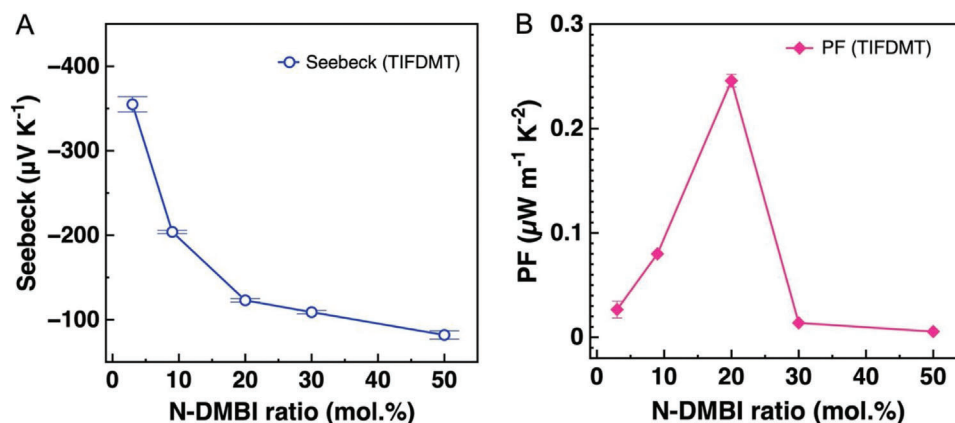 A
Seebeck (TIFDMT)
–400
–300
–200
–100
Seebeck (µV K⁻¹)
0 10 20 30 40 50
N-DMBI ratio (mol.%)
B
PF (TIFDMT)
0.3
0.2
0.1
0
PF (µW m⁻¹ K⁻²)
0 10 20 30 40 50
N-DMBI ratio (mol.%)